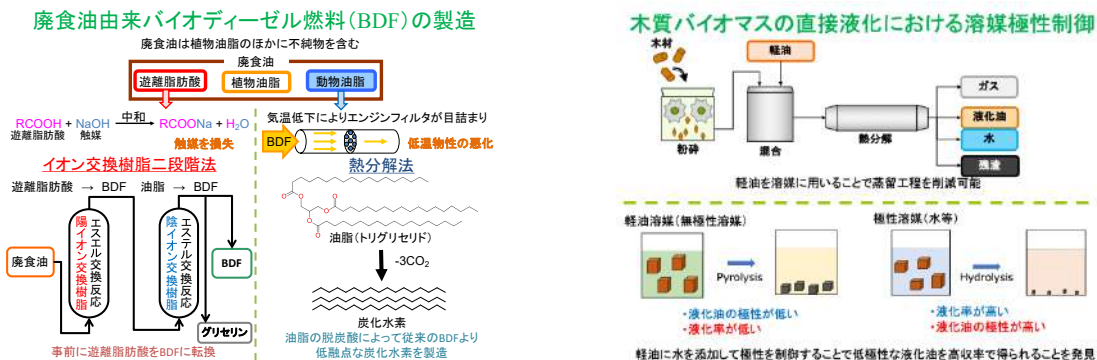 廃食油由来バイオディーゼル燃料(BDF)の製造
廃食油は植物油脂のほかに不純物を含む
廃食油
遊離脂肪酸
植物油脂
動物油脂
RCOOH + NaOH 中和 RCOONa + H₂O
遊離脂肪酸 触媒
触媒を損失
気温低下によりエンジンフィルタが目詰まり
BDF
低温物性の悪化
イオン交換樹脂二段階法
遊離脂肪酸 → BDF 油脂 → BDF
廃食油
陽イオン交換樹脂
エステル交換反応
陰イオン交換樹脂
エステル交換反応
BDF
グリセリン
事前に遊離脂肪酸をBDFに転換
熱分解法
油脂(トリグリセリド)
-3CO₂
炭化水素
油脂の脱炭酸によって従来のBDFより
低融点な炭化水素を製造
木質バイオマスの直接液化における溶媒極性制御
木材
軽油
粉砕
混合
熱分解
ガス
液化油
水
残渣
軽油を溶媒に用いることで蒸留工程を削減可能
軽油溶媒(無極性溶媒)
Pyrolysis
・液化油の極性が低い
・液化率が低い
極性溶媒(水等)
Hydrolysis
・液化率が高い
・液化油の極性が高い
軽油に水を添加して極性を制御することで低極性な液化油を高収率で得られることを発見